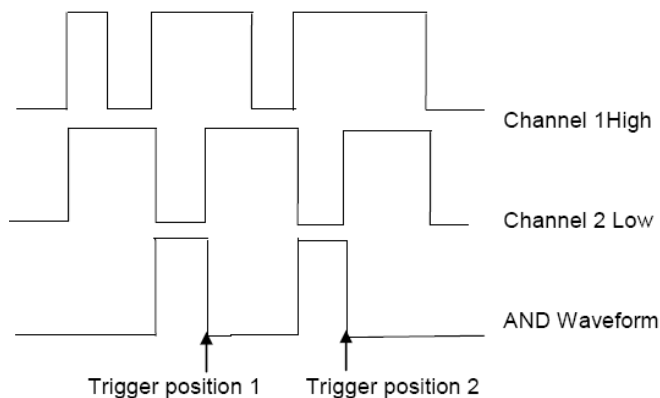 Channel 1High
Channel 2 Low
AND Waveform
Trigger position 1
Trigger position 2